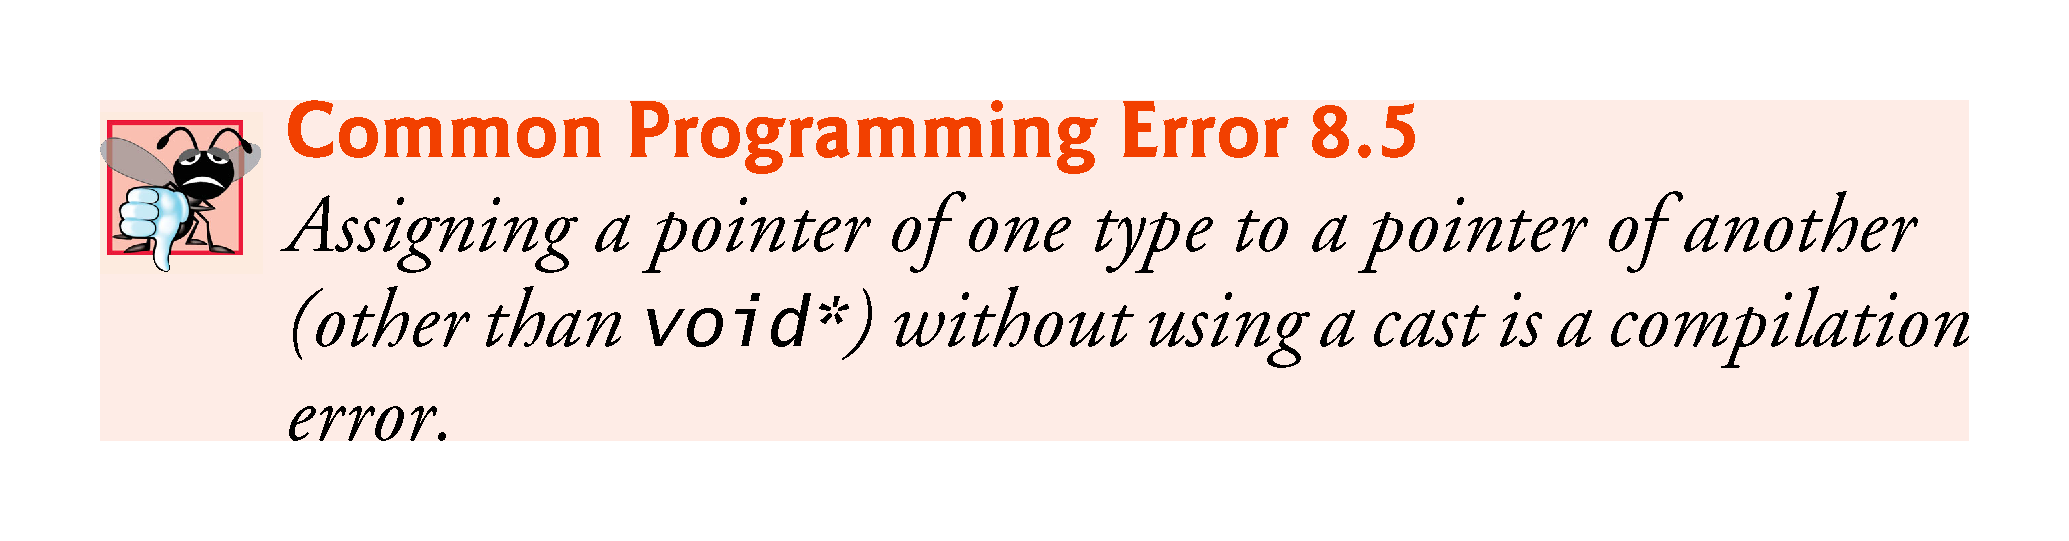 Common Programming Error 8.5
Assigning a pointer of one type to a pointer of another
(other than void*) without using a cast is a compilation
error.